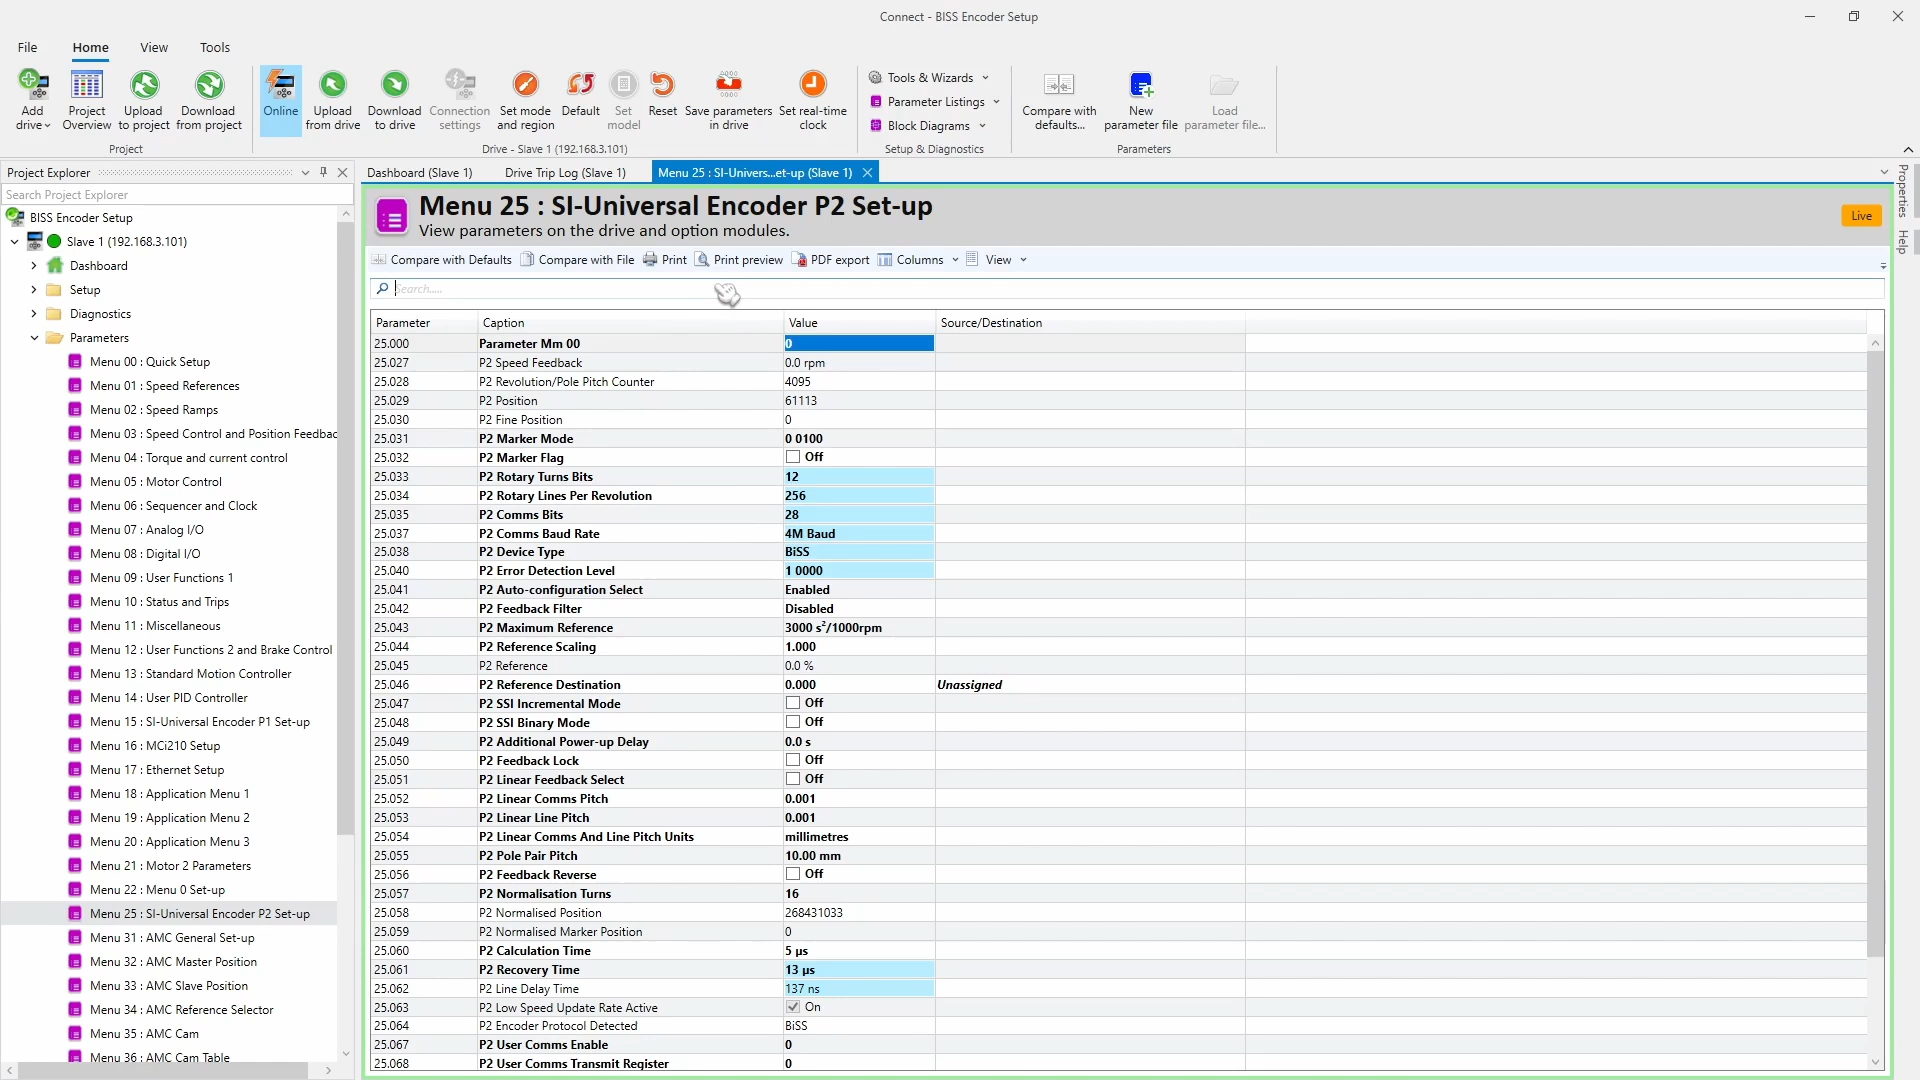 Connect - BISS Encoder Setup
File Home View Tools
Add drive
Project Overview
Upload to project
Download from project
Online
Upload from drive
Download to drive
Connection settings
Set mode and region
Default
Set model
Reset
Save parameters in drive
Set real-time clock
Tools & Wizards
Parameter Listings
Block Diagrams
Compare with defaults...
New parameter file
Load parameter file...
Project
Drive - Slave 1 (192.168.3.101)
Setup & Diagnostics
Parameters
Project Explorer
Search Project Explorer
BISS Encoder Setup
Slave 1 (192.168.3.101)
Dashboard
Setup
Diagnostics
Parameters
Menu 00 : Quick Setup
Menu 01 : Speed References
Menu 02 : Speed Ramps
Menu 03 : Speed Control and Position Feedbac
Menu 04 : Torque and current control
Menu 05 : Motor Control
Menu 06 : Sequencer and Clock
Menu 07 : Analog I/O
Menu 08 : Digital I/O
Menu 09 : User Functions 1
Menu 10 : Status and Trips
Menu 11 : Miscellaneous
Menu 12 : User Functions 2 and Brake Control
Menu 13 : Standard Motion Controller
Menu 14 : User PID Controller
Menu 15 : SI-Universal Encoder P1 Set-up
Menu 16 : MCi210 Setup
Menu 17 : Ethernet Setup
Menu 18 : Application Menu 1
Menu 19 : Application Menu 2
Menu 20 : Application Menu 3
Menu 21 : Motor 2 Parameters
Menu 22 : Menu 0 Set-up
Menu 25 : SI-Universal Encoder P2 Set-up
Menu 31 : AMC General Set-up
Menu 32 : AMC Master Position
Menu 33 : AMC Slave Position
Menu 34 : AMC Reference Selector
Menu 35 : AMC Cam
Menu 36 : AMC Cam Table
Dashboard (Slave 1) Drive Trip Log (Slave 1) Menu 25 : SI-Univers...et-up (Slave 1)
Menu 25 : SI-Universal Encoder P2 Set-up
View parameters on the drive and option modules.
Live
Compare with Defaults Compare with File Print Print preview PDF export Columns View
Search.....
Parameter Caption Value Source/Destination
25.000 Parameter Mm 00 0
25.027 P2 Speed Feedback 0.0 rpm
25.028 P2 Revolution/Pole Pitch Counter 4095
25.029 P2 Position 61113
25.030 P2 Fine Position 0
25.031 P2 Marker Mode 0 0100
25.032 P2 Marker Flag Off
25.033 P2 Rotary Turns Bits 12
25.034 P2 Rotary Lines Per Revolution 256
25.035 P2 Comms Bits 28
25.037 P2 Comms Baud Rate 4M Baud
25.038 P2 Device Type BiSS
25.040 P2 Error Detection Level 1 0000
25.041 P2 Auto-configuration Select Enabled
25.042 P2 Feedback Filter Disabled
25.043 P2 Maximum Reference 3000 s²/1000rpm
25.044 P2 Reference Scaling 1.000
25.045 P2 Reference 0.0 %
25.046 P2 Reference Destination 0.000 Unassigned
25.047 P2 SSI Incremental Mode Off
25.048 P2 SSI Binary Mode Off
25.049 P2 Additional Power-up Delay 0.0 s
25.050 P2 Feedback Lock Off
25.051 P2 Linear Feedback Select Off
25.052 P2 Linear Comms Pitch 0.001
25.053 P2 Linear Line Pitch 0.001
25.054 P2 Linear Comms And Line Pitch Units millimetres
25.055 P2 Pole Pair Pitch 10.00 mm
25.056 P2 Feedback Reverse Off
25.057 P2 Normalisation Turns 16
25.058 P2 Normalised Position 268431033
25.059 P2 Normalised Marker Position 0
25.060 P2 Calculation Time 5 µs
25.061 P2 Recovery Time 13 µs
25.062 P2 Line Delay Time 137 ns
25.063 P2 Low Speed Update Rate Active On
25.064 P2 Encoder Protocol Detected BiSS
25.067 P2 User Comms Enable 0
25.068 P2 User Comms Transmit Register 0
Properties
Help